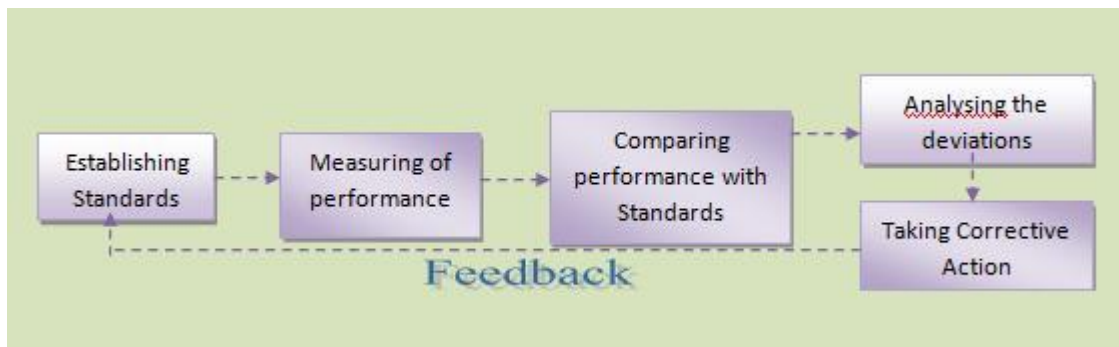 Establishing
Standards
Measuring of
performance
Comparing
performance with
Standards
Analysing the
deviations
Taking Corrective
Action
Feedback